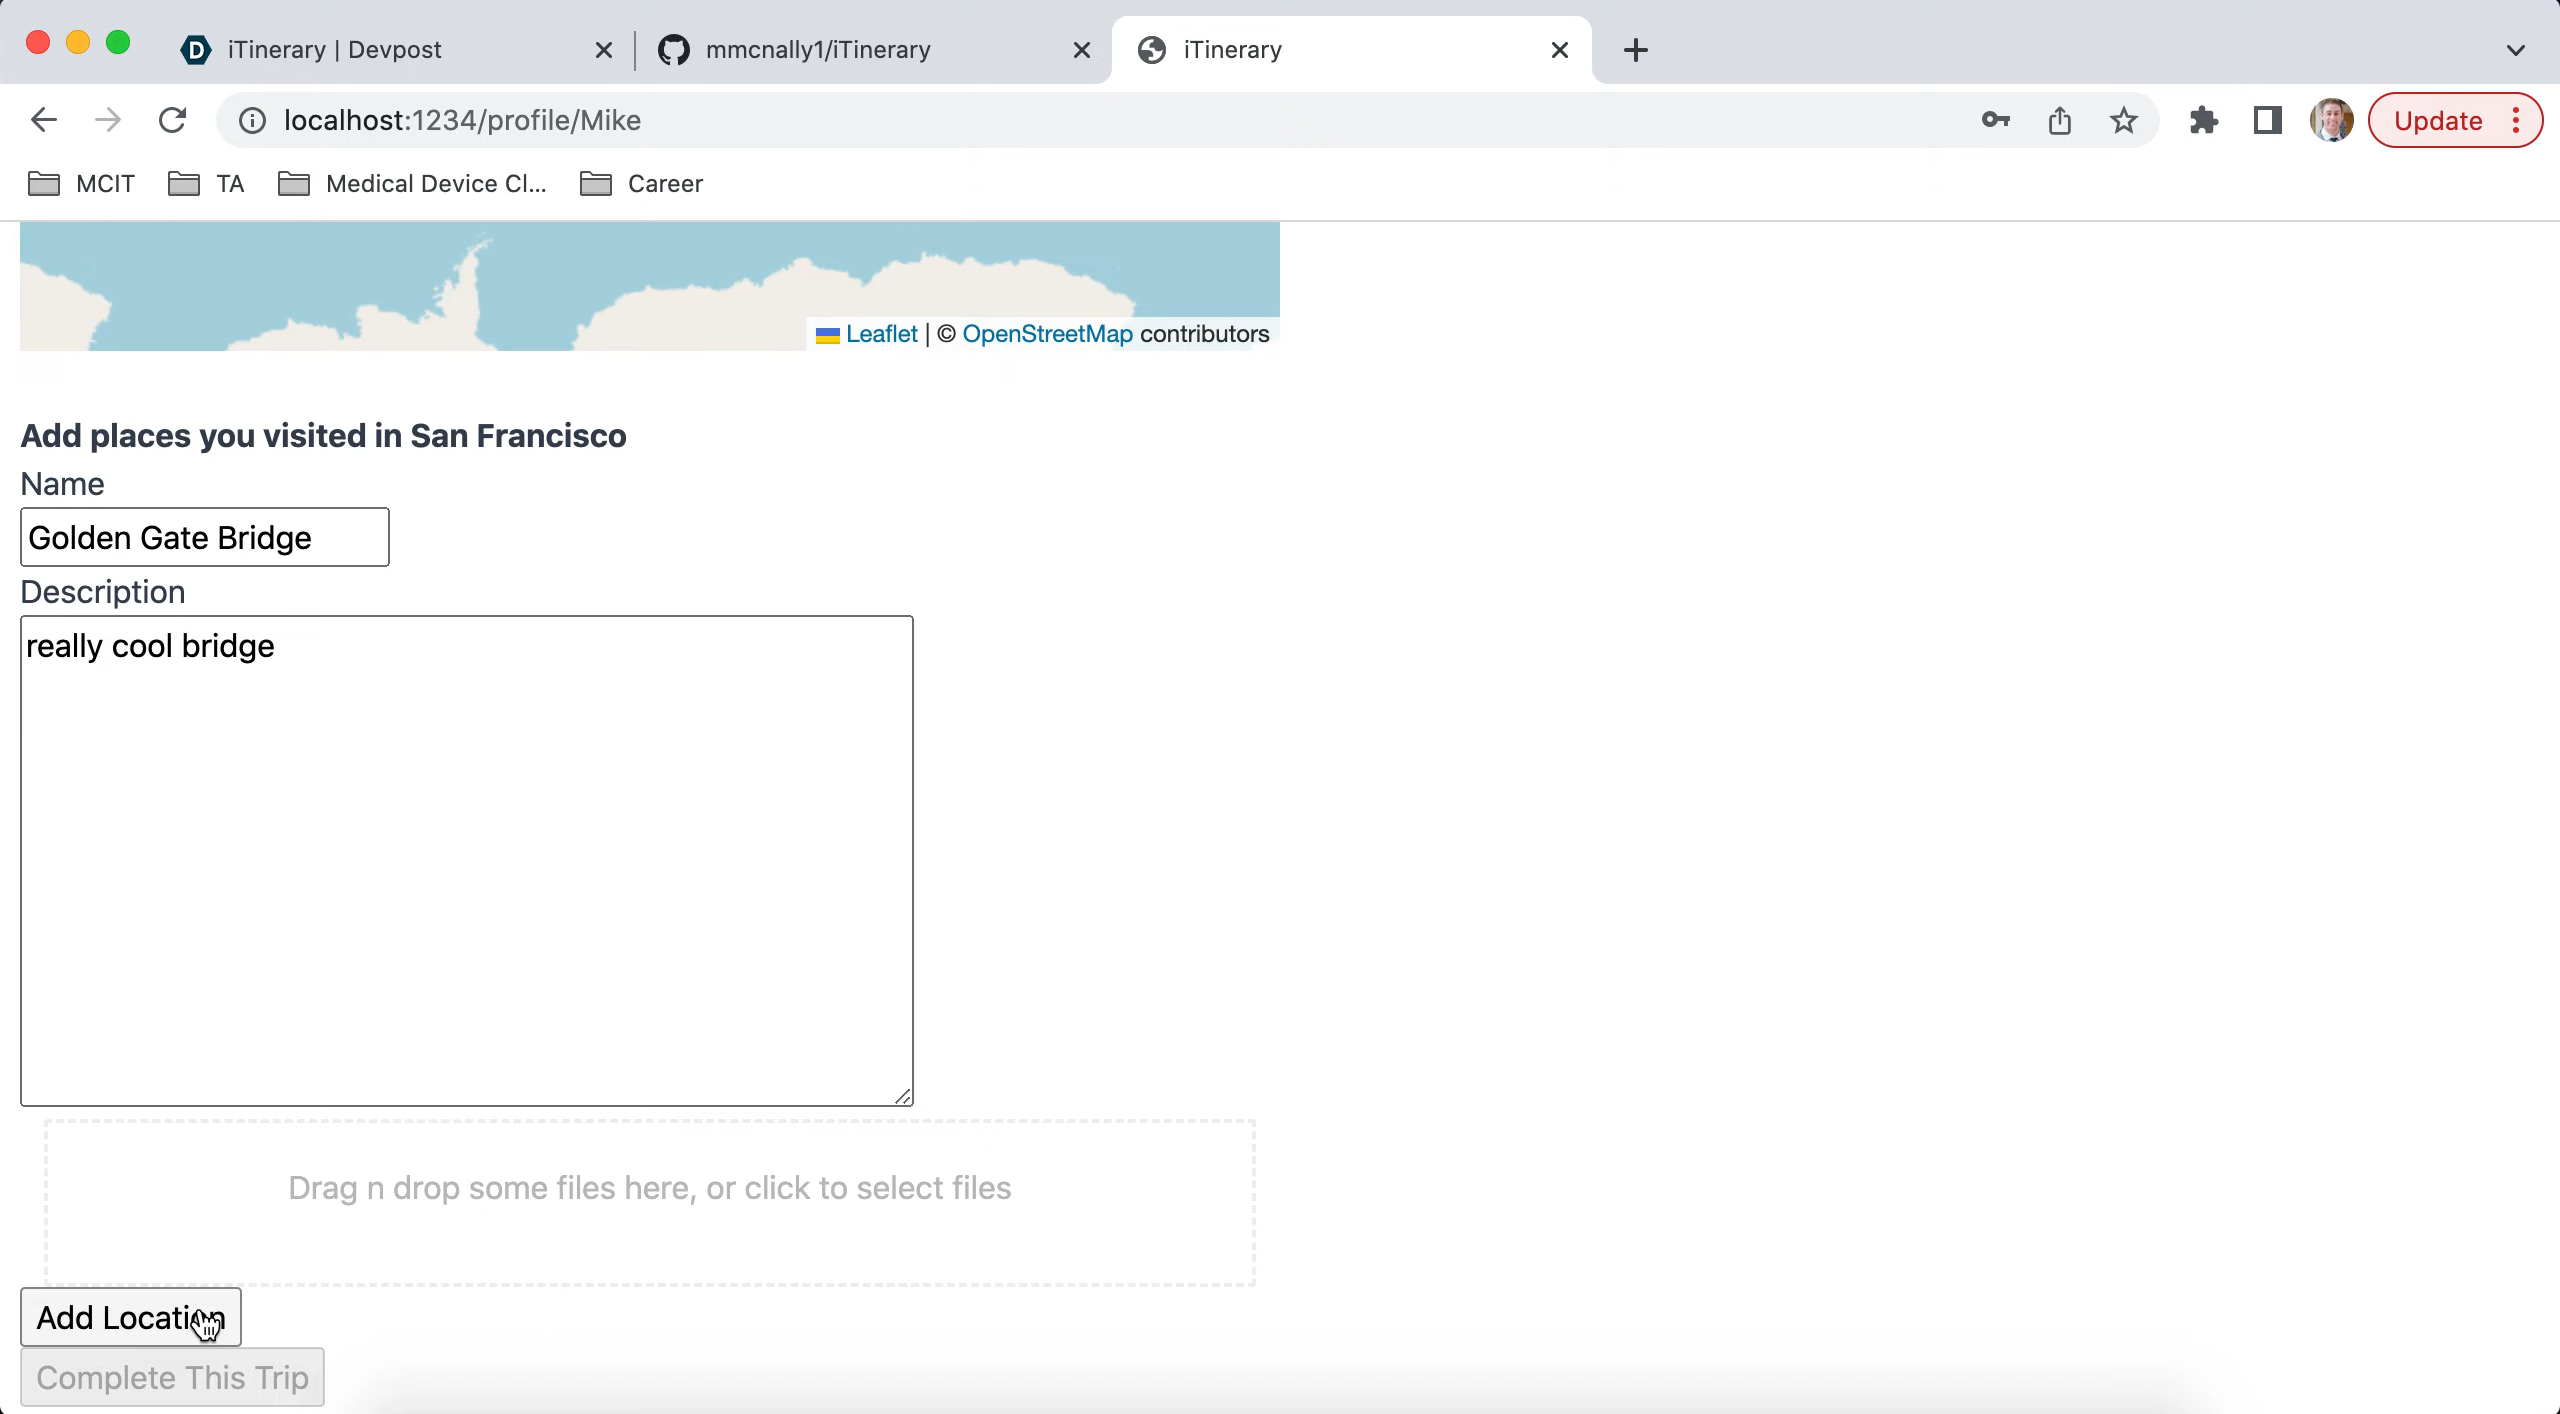 iTinerary | Devpost
mmcnally1/iTinerary
iTinerary
localhost:1234/profile/Mike
Update
MCIT
TA
Medical Device Cl...
Career
Leaflet | © OpenStreetMap contributors
Add places you visited in San Francisco
Name
Golden Gate Bridge
Description
really cool bridge
Drag n drop some files here, or click to select files
Add Location
Complete This Trip